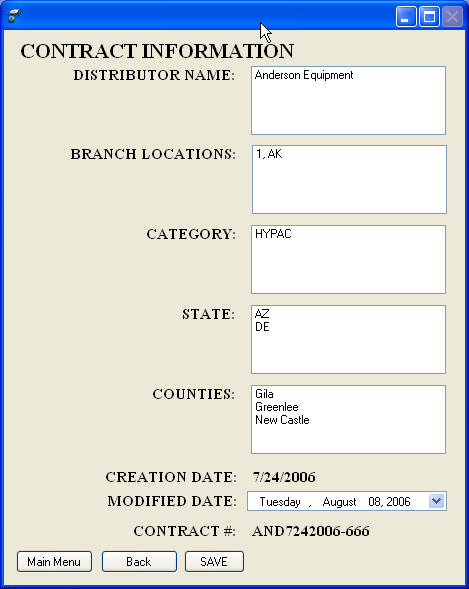 CONTRACT INFORMATION
DISTRIBUTOR NAME: Anderson Equipment
BRANCH LOCATIONS: 1, AK
CATEGORY: HYPAC
STATE: AZ
DE
COUNTIES: Gila
Greenlee
New Castle
CREATION DATE: 7/24/2006
MODIFIED DATE: Tuesday , August 08, 2006
CONTRACT #: AND7242006-666
Main Menu Back SAVE